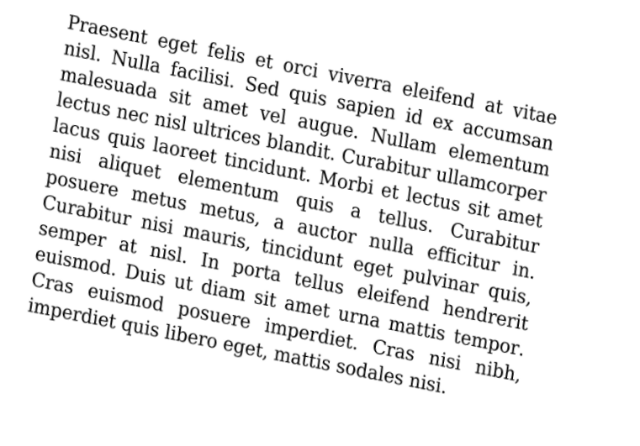 Praesent eget felis et orci viverra eleifend at vitae
nisl. Nulla facilisi. Sed quis sapien id ex accumsan
malesuada sit amet vel augue. Nullam elementum
lectus nec nisl ultrices blandit. Curabitur ullamcorper
lacus quis laoreet tincidunt. Morbi et lectus sit amet
nisi aliquet elementum quis a tellus. Curabitur
posuere metus metus, a auctor nulla efficitur in.
Curabitur nisi mauris, tincidunt eget pulvinar quis,
semper at nisl. In porta tellus eleifend hendrerit
euismod. Duis ut diam sit amet urna mattis tempor.
Cras euismod posuere imperdiet. Cras nisi nibh,
imperdiet quis libero eget, mattis sodales nisi.